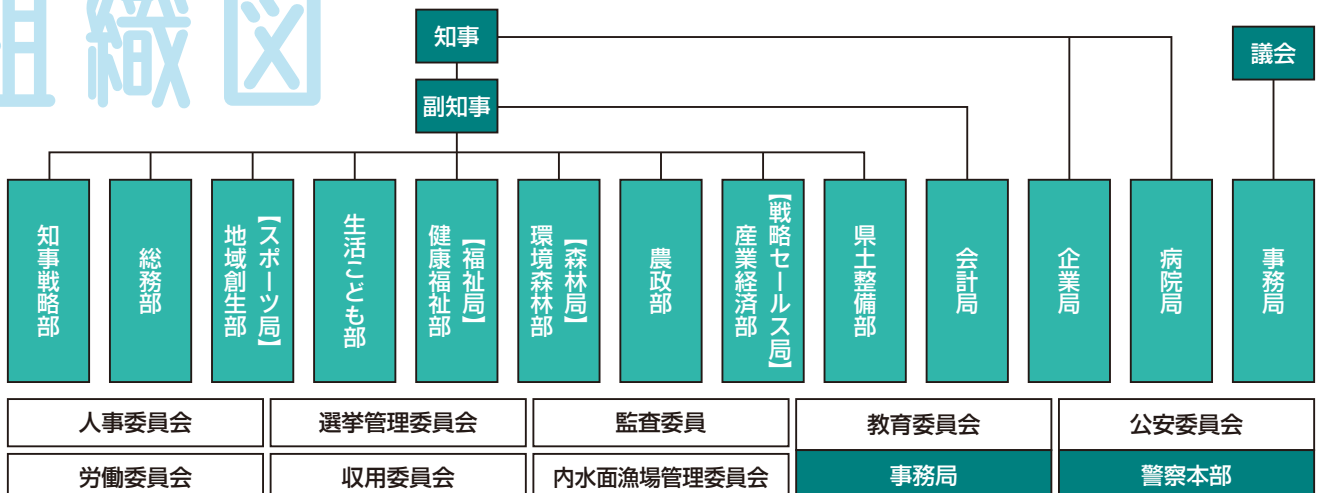 組織図
知事
議会
副知事
知事戦略部
総務部
地域創生部
【スポーツ局】
生活こども部
健康福祉部
【福祉局】
環境森林部
【森林局】
農政部
産業経済部
【戦略セールス局】
県土整備部
会計局
企業局
病院局
事務局
人事委員会
選挙管理委員会
監査委員
教育委員会
公安委員会
労働委員会
収用委員会
内水面漁場管理委員会
事務局
警察本部